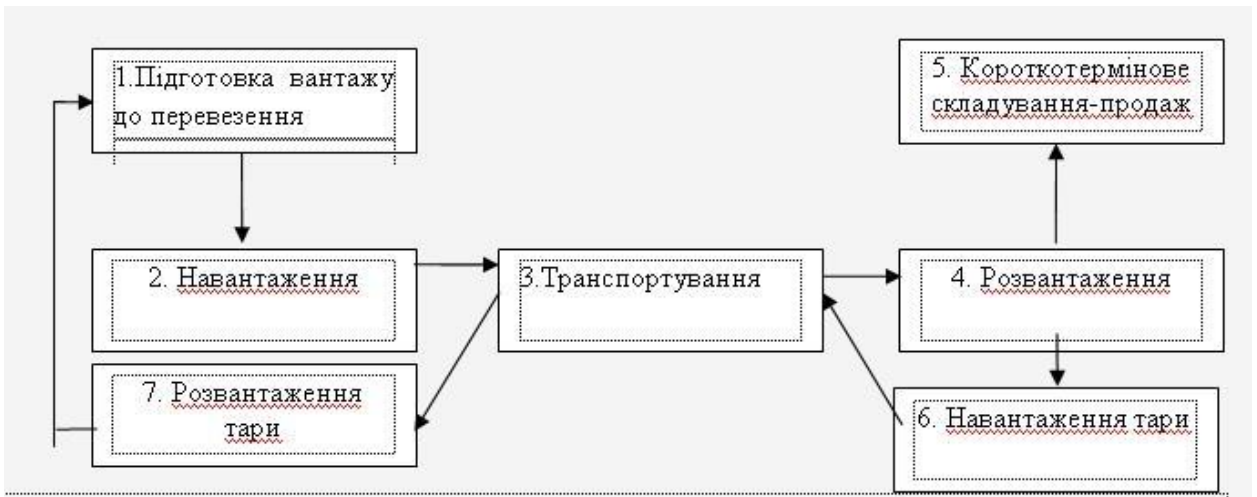 1.Підготовка вантажу
до перевезення
5. Короткотермінове
складування-продаж
2. Навантаження
3.Транспортування
4. Розвантаження
7. Розвантаження
тари
6. Навантаження тари